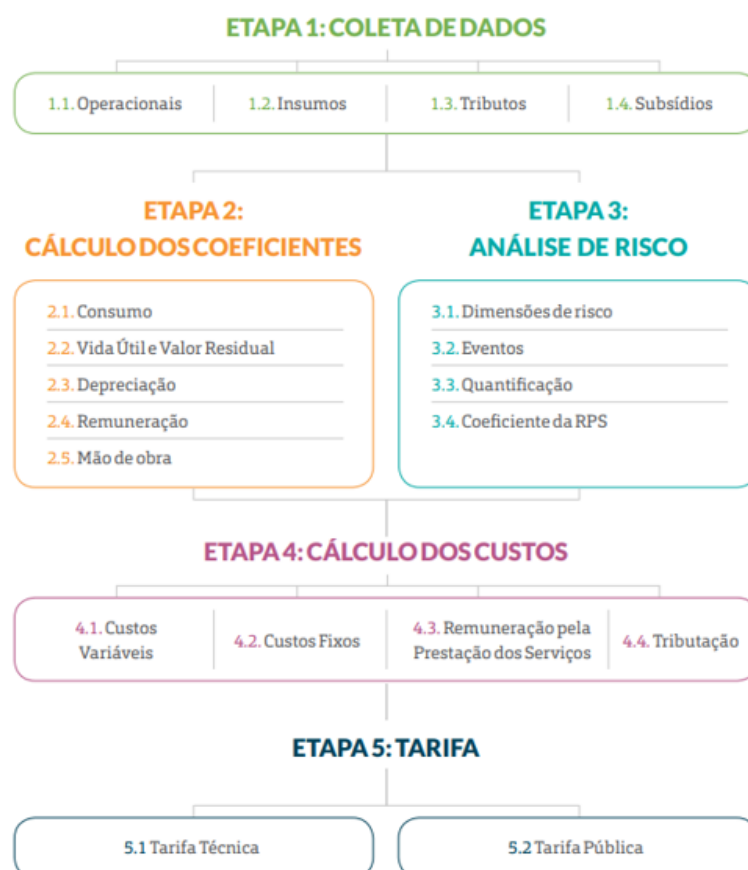 ETAPA 1: COLETA DE DADOS
1.1. Operacionais
1.2. Insumos
1.3. Tributos
1.4. Subsídios
ETAPA 2:
CÁLCULO DOS COEFICIENTES
2.1. Consumo
2.2. Vida Útil e Valor Residual
2.3. Depreciação
2.4. Remuneração
2.5. Mão de obra
ETAPA 3:
ANÁLISE DE RISCO
3.1. Dimensões de risco
3.2. Eventos
3.3. Quantificação
3.4. Coeficiente da RPS
ETAPA 4: CÁLCULO DOS CUSTOS
4.1. Custos
Variáveis
4.2. Custos Fixos
4.3. Remuneração pela
Prestação dos Serviços
4.4. Tributação
ETAPA 5: TARIFA
5.1 Tarifa Técnica
5.2 Tarifa Pública